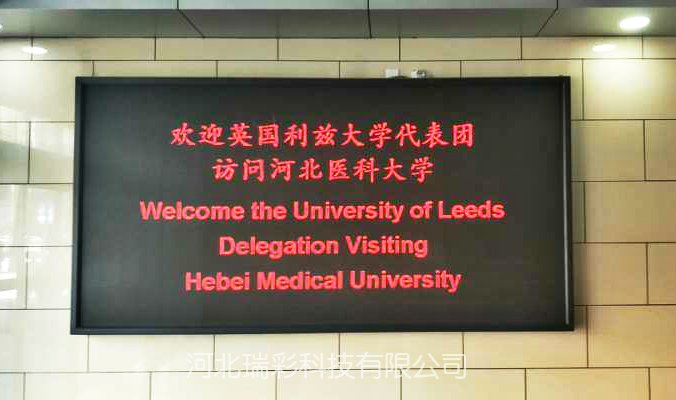 欢迎英国利兹大学代表团
访问河北医科大学
Welcome the University of Leeds
Delegation Visiting
Hebei Medical University
河北瑞彩科技有限公司